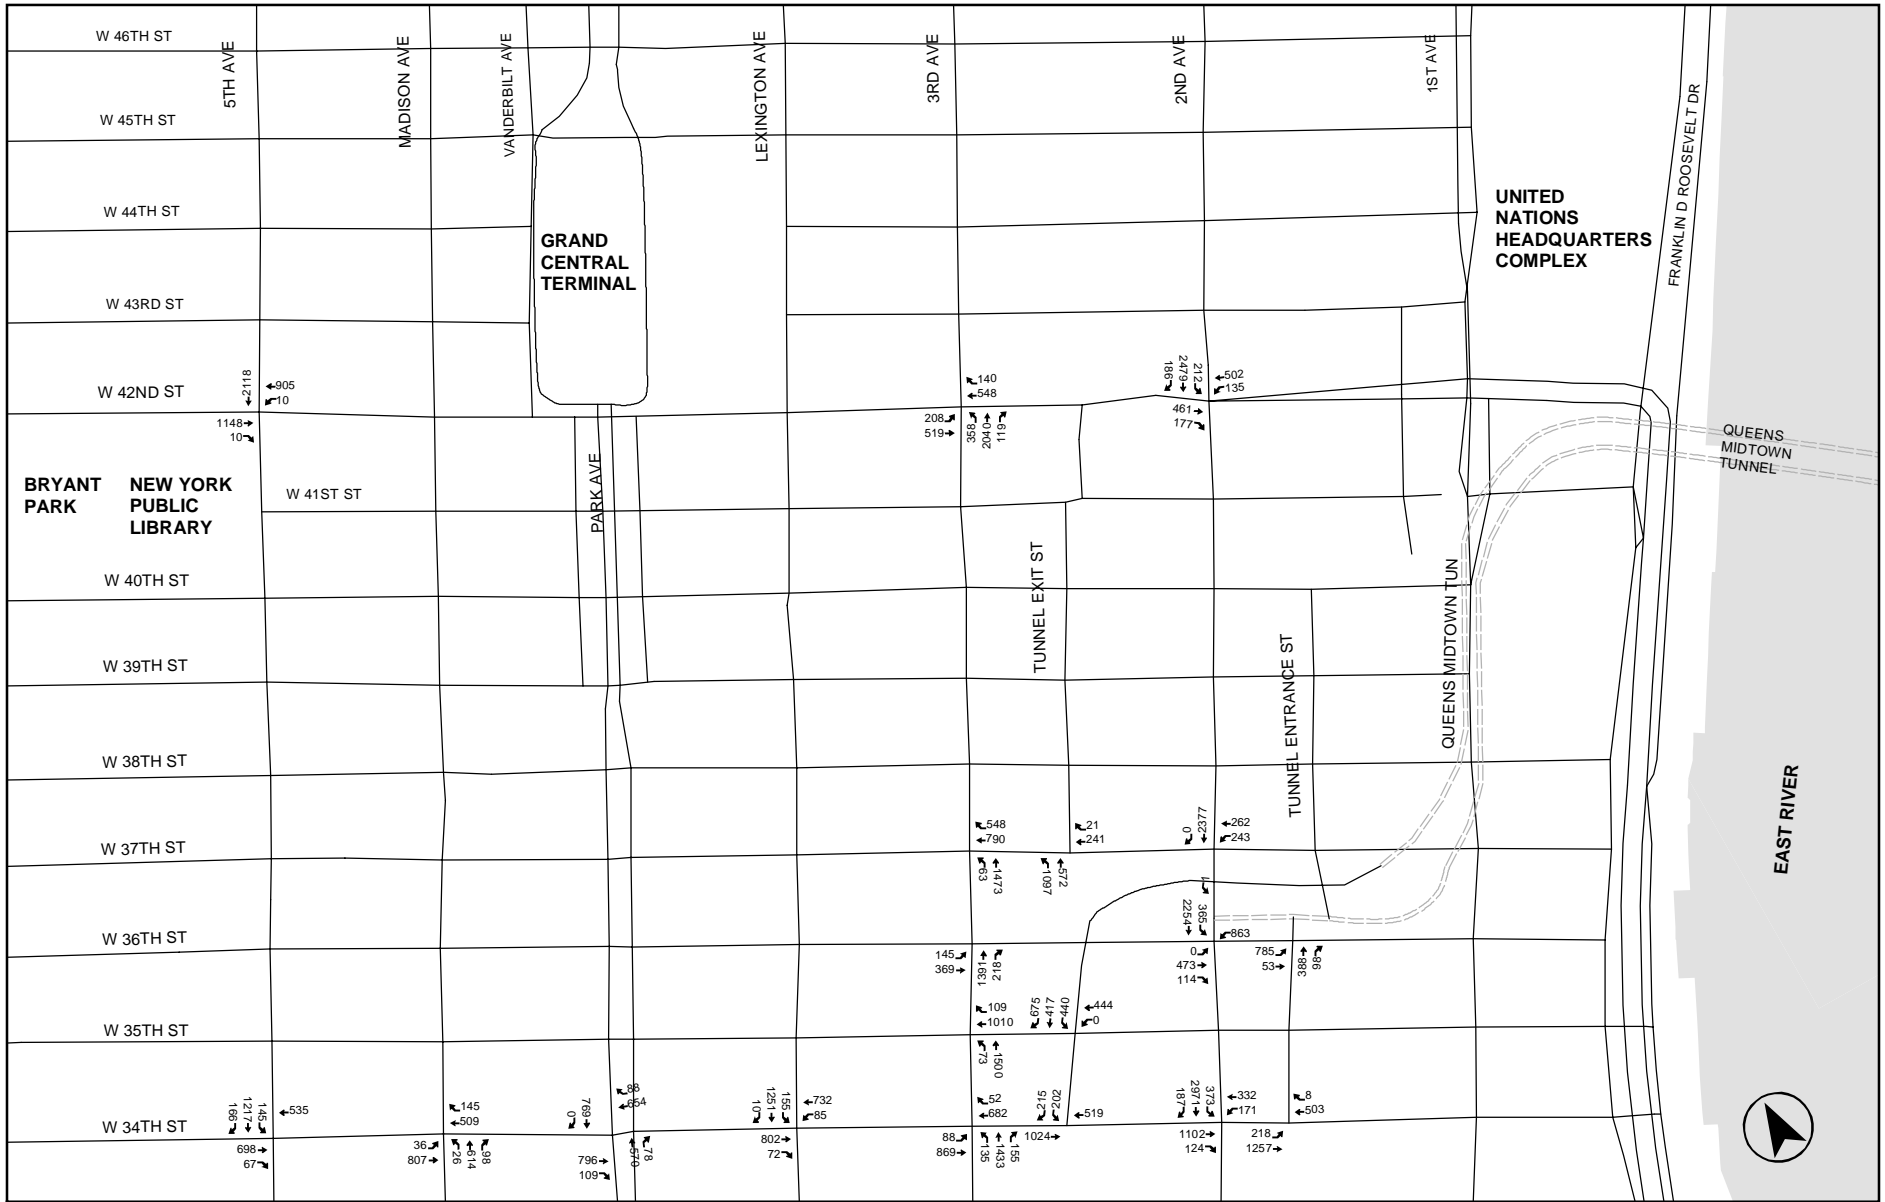 W 46TH ST
5TH AVE
MADISON AVE
VANDERBILT AVE
LEXINGTON AVE
3RD AVE
2ND AVE
1ST AVE
FRANKLIN D ROOSEVELT DR
W 45TH ST
W 44TH ST
UNITED
NATIONS
HEADQUARTERS
COMPLEX
GRAND
CENTRAL
TERMINAL
W 43RD ST
W 42ND ST
2118
905
10
1148
10
140
548
208
519
358
2040
119
186
2479
212
502
135
461
177
QUEENS
MIDTOWN
TUNNEL
BRYANT
PARK
NEW YORK
PUBLIC
LIBRARY
W 41ST ST
PARK AVE
W 40TH ST
TUNNEL EXIT ST
QUEENS MIDTOWN TUN
W 39TH ST
TUNNEL ENTRANCE ST
W 38TH ST
EAST RIVER
W 37TH ST
548
790
63
1473
21
241
1097
572
0
2377
262
243
1
W 36TH ST
2254
365
863
145
369
1391
218
0
473
114
785
53
388
98
W 35TH ST
109
1010
73
1500
675
417
440
444
0
W 34TH ST
166
1217
145
535
698
67
145
509
36
807
26
614
98
769
0
88
654
796
109
570
78
10
1251
155
732
85
802
72
52
682
88
869
135
1433
155
215
202
519
1024
187
2971
373
332
171
1102
124
8
503
218
1257